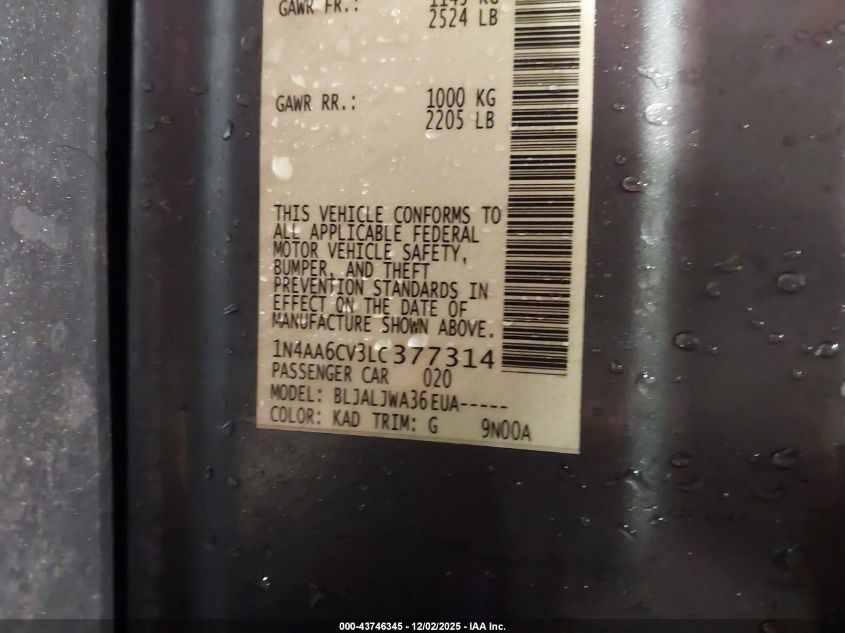 GAWR FR.: 1145 KG
2524 LB
GAWR RR.: 1000 KG
2205 LB
THIS VEHICLE CONFORMS TO
ALL APPLICABLE FEDERAL
MOTOR VEHICLE SAFETY,
BUMPER, AND THEFT
PREVENTION STANDARDS IN
EFFECT ON THE DATE OF
MANUFACTURE SHOWN ABOVE.
1N4AA6CV3LC377314
PASSENGER CAR 020
MODEL: BLJALJWA36EUA-----
COLOR: KAD TRIM: G 9N00A
000-43746345 - 12/02/2025 - IAA Inc.